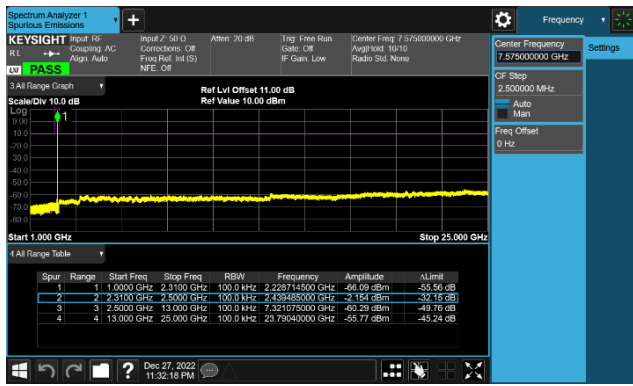 Spectrum Analyzer 1
Spurious Emissions
Frequency
KEYSIGHT Input: RF Input Z: 50 Ω Atten: 20 dB Trig: Free Run Center Freq: 7.575000000 GHz
R L Coupling: AC Corrections: Off Gate: Off Avg|Hold: 10/10
Align: Auto Freq Ref: Int (S) IF Gain: Low Radio Std: None
NFE: Off
LXI PASS
Center Frequency
7.575000000 GHz
Settings
CF Step
2.500000 MHz
Auto
Man
Freq Offset
0 Hz
3 All Range Graph
Ref Lvl Offset 11.00 dB
Scale/Div 10.0 dB Ref Value 10.00 dBm
Log
0.00
1
-10.0
-20.0
-30.0
-40.0
-50.0
-60.0
-70.0
-80.0
Start 1.000 GHz Stop 25.000 GHz
4 All Range Table
Spur Range Start Freq Stop Freq RBW Frequency Amplitude ΔLimit
1 1 1.0000 GHz 2.3100 GHz 100.0 kHz 2.228714500 GHz -66.09 dBm -55.56 dB
2 2 2.3100 GHz 2.5000 GHz 100.0 kHz 2.439485000 GHz -2.154 dBm -32.15 dB
3 3 2.5000 GHz 13.000 GHz 100.0 kHz 7.321075000 GHz -60.29 dBm -49.76 dB
4 4 13.000 GHz 25.000 GHz 100.0 kHz 23.79040000 GHz -55.77 dBm -45.24 dB
Dec 27, 2022
11:32:18 PM